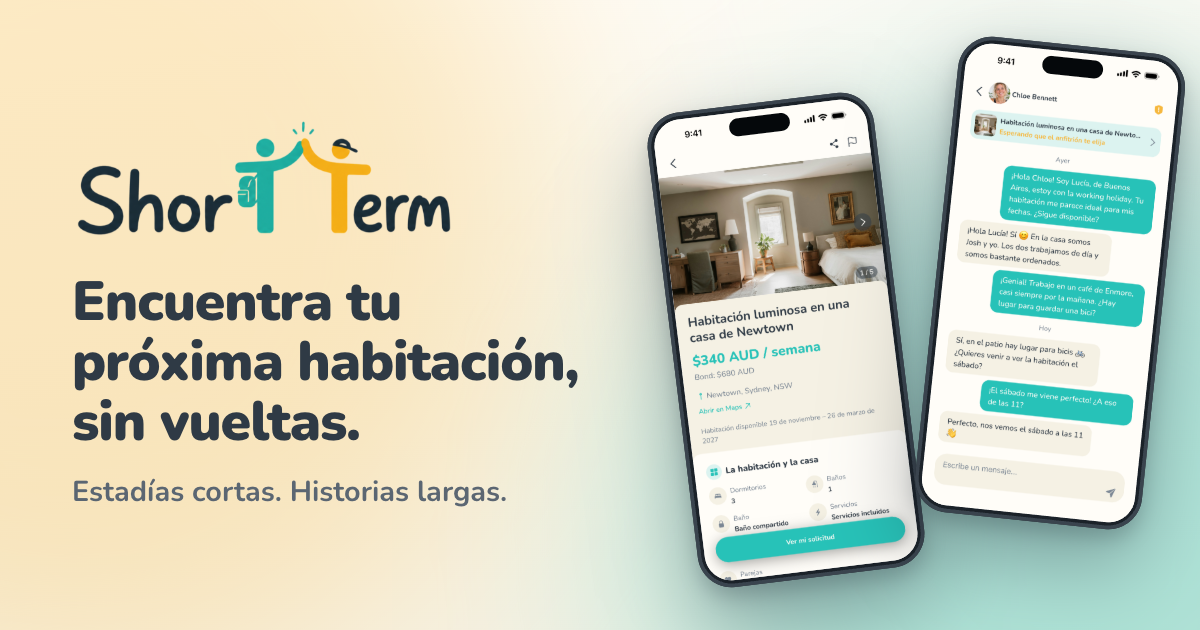 ShorTTerm
Encuentra tu
próxima habitación,
sin vueltas.
Estadías cortas. Historias largas.
9:41
1 / 5
Habitación luminosa en una
casa de Newtown
$340 AUD / semana
Bond: $680 AUD
Newtown, Sydney, NSW
Abrir en Maps
Habitación disponible 19 de noviembre – 26 de marzo de
2027
La habitación y la casa
Dormitorios
3
Baños
1
Baño
Baño compartido
Servicios
Servicios incluidos
Ver mi solicitud
Parejas
9:41
Chloe Bennett
Habitación luminosa en una casa de Newto...
Esperando que el anfitrión te elija
Ayer
¡Hola Chloe! Soy Lucía, de Buenos
Aires, estoy con la working holiday. Tu
habitación me parece ideal para mis
fechas. ¿Sigue disponible?
¡Hola Lucía! Sí 😊 En la casa somos
Josh y yo. Los dos trabajamos de día y
somos bastante ordenados.
¡Genial! Trabajo en un café de Enmore,
casi siempre por la mañana. ¿Hay
lugar para guardar una bici?
Hoy
Sí, en el patio hay lugar para bicis 🚲
¿Quieres venir a ver la habitación el
sábado?
¡El sábado me viene perfecto! ¿A eso
de las 11?
Perfecto, nos vemos el sábado a las 11
👋
Escribe un mensaje...